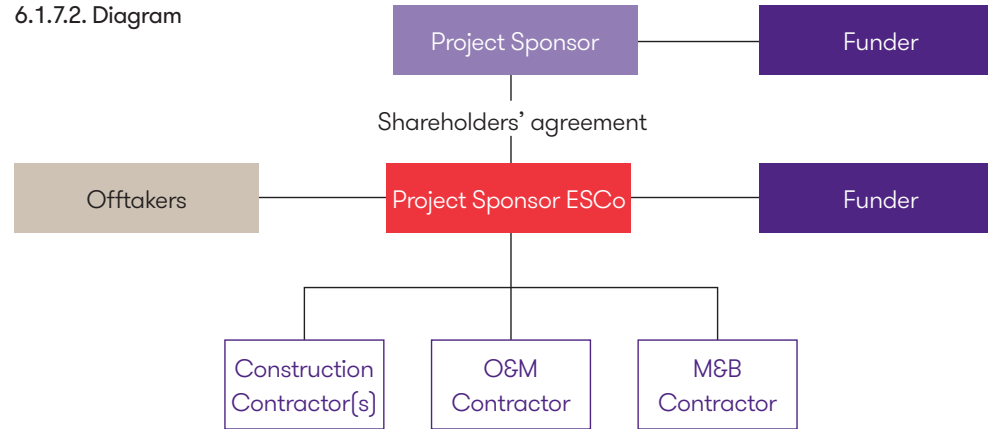 6.1.7.2. Diagram
Project Sponsor
Funder
Shareholders’ agreement
Offtakers
Project Sponsor ESCo
Funder
Construction
Contractor(s)
O&M
Contractor
M&B
Contractor